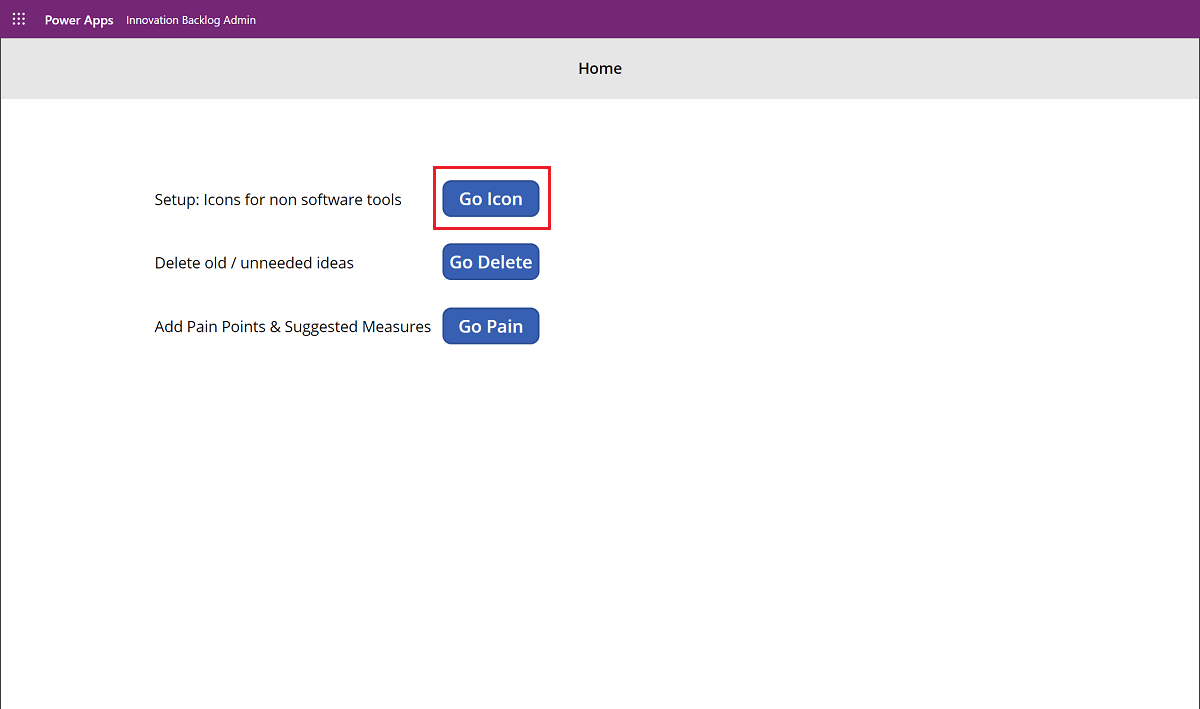 Power Apps Innovation Backlog Admin
Home
Setup: Icons for non software tools Go Icon
Delete old / unneeded ideas Go Delete
Add Pain Points & Suggested Measures Go Pain